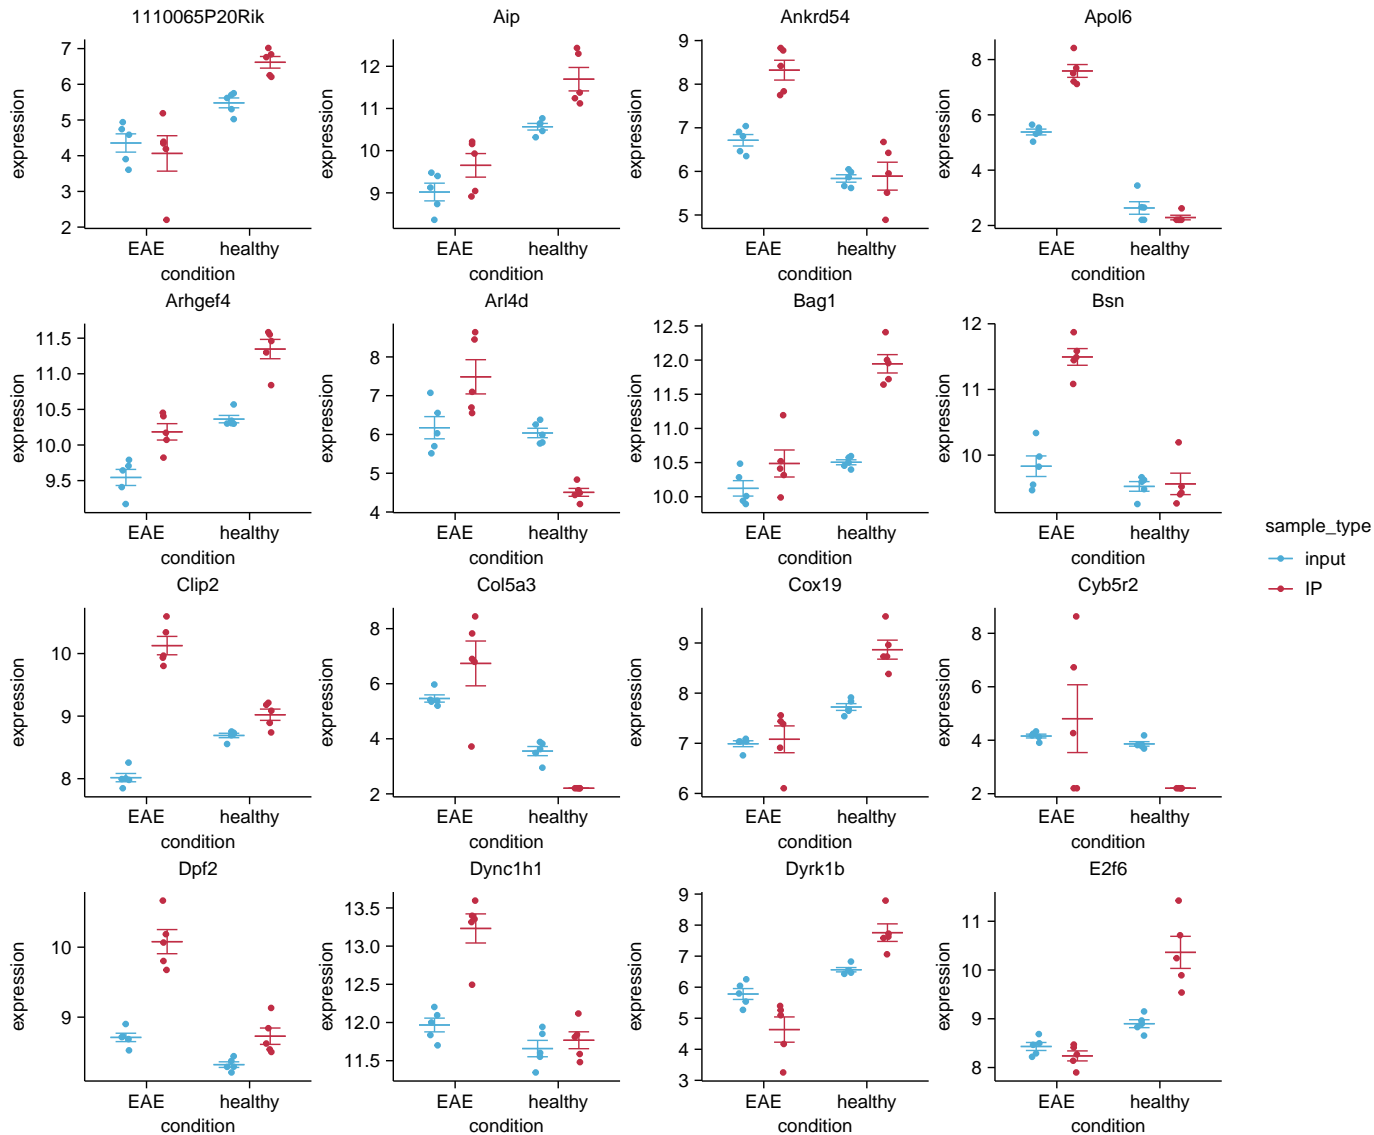 1110065P20Rik
7
6
5
4
3
2
expression
EAE healthy
condition
Aip
12
11
10
9
expression
EAE healthy
condition
Ankrd54
9
8
7
6
5
expression
EAE healthy
condition
Apol6
8
6
4
2
expression
EAE healthy
condition
Arhgef4
11.5
11.0
10.5
10.0
9.5
expression
EAE healthy
condition
Arl4d
8
7
6
5
4
expression
EAE healthy
condition
Bag1
12.5
12.0
11.5
11.0
10.5
10.0
expression
EAE healthy
condition
Bsn
12
11
10
expression
EAE healthy
condition
sample_type
input
IP
Clip2
10
9
8
expression
EAE healthy
condition
Col5a3
8
6
4
2
expression
EAE healthy
condition
Cox19
9
8
7
6
expression
EAE healthy
condition
Cyb5r2
8
6
4
2
expression
EAE healthy
condition
Dpf2
10
9
expression
EAE healthy
condition
Dync1h1
13.5
13.0
12.5
12.0
11.5
expression
EAE healthy
condition
Dyrk1b
9
8
7
6
5
4
3
expression
EAE healthy
condition
E2f6
11
10
9
8
expression
EAE healthy
condition